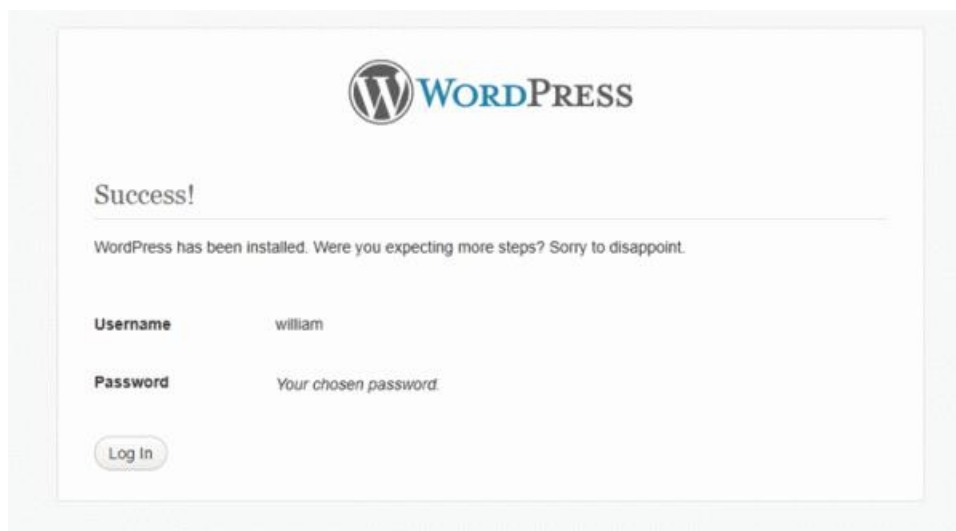 WORDPRESS
Success!
WordPress has been installed. Were you expecting more steps? Sorry to disappoint.
Username william
Password Your chosen password.
Log In